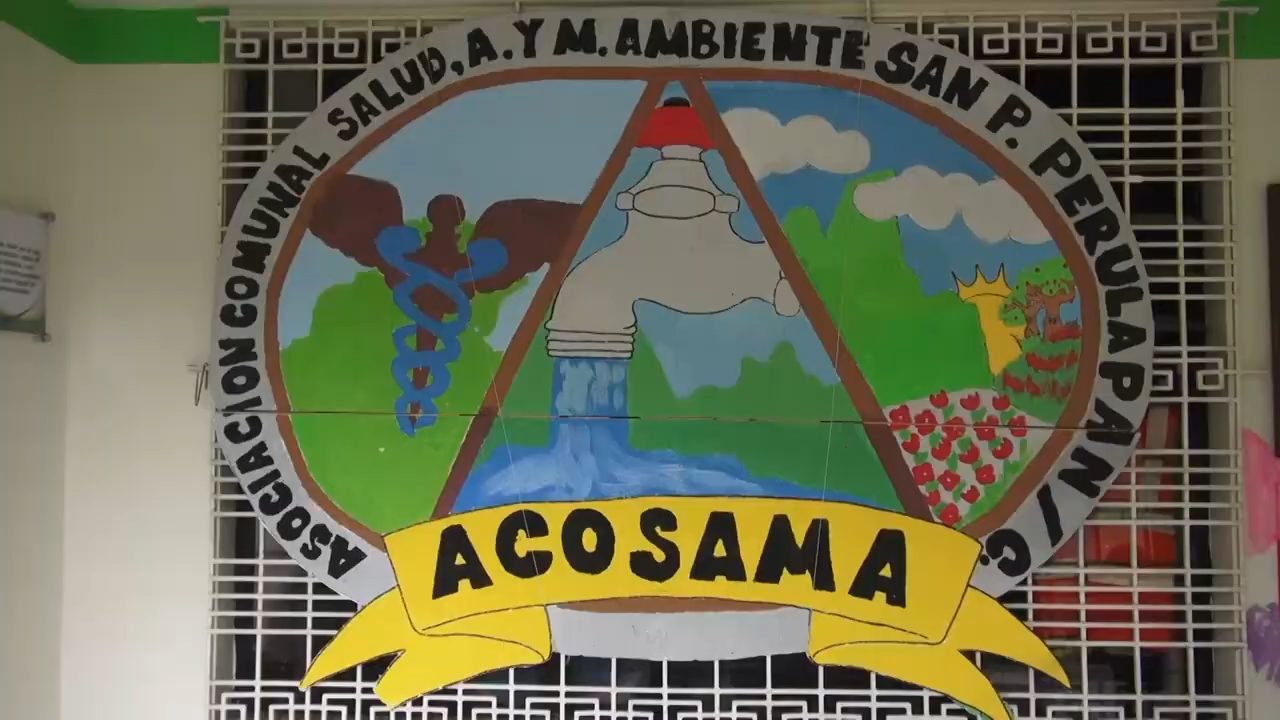 ASOCIACION COMUNAL SALUD, A. Y M. AMBIENTE SAN P. PERULAPAN / C.
ACOSAMA